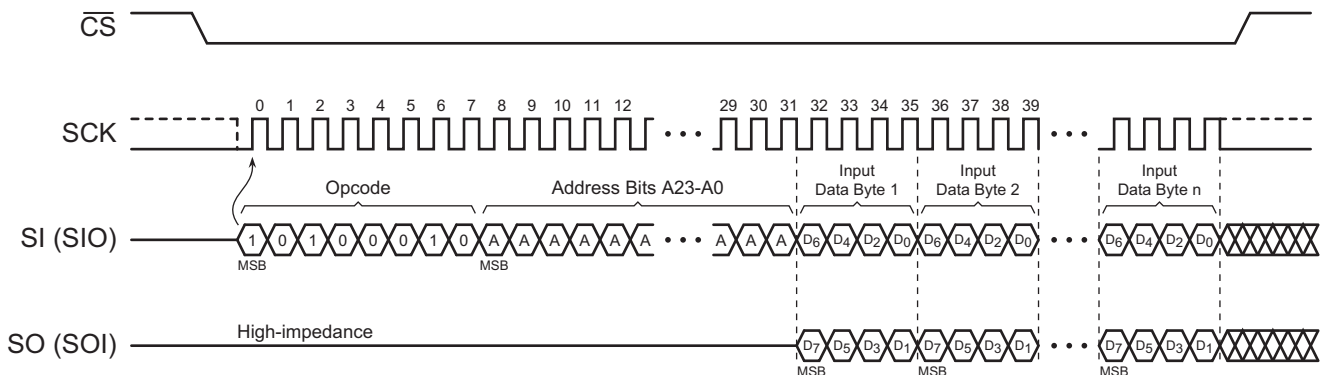 CS
0 1 2 3 4 5 6 7 8 9 10 11 12 29 30 31 32 33 34 35 36 37 38 39
SCK • • • • • •
Opcode Address Bits A23-A0 Input Data Byte 1 Input Data Byte 2 Input Data Byte n
SI (SIO) 1 0 1 0 0 0 1 0 A A A A A A • • • A A A D6 D4 D2 D0 D6 D4 D2 D0 • • • D6 D4 D2 D0
MSB MSB
High-impedance
SO (SOI) D7 D5 D3 D1 D7 D5 D3 D1 • • • D7 D5 D3 D1
MSB MSB MSB